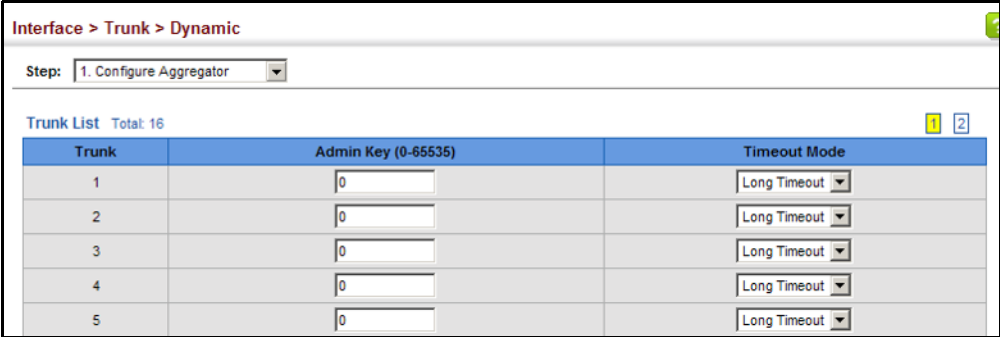 Interface > Trunk > Dynamic
?
Step: 1. Configure Aggregator
Trunk List Total: 16 1 2
Trunk Admin Key (0-65535) Timeout Mode
1 0 Long Timeout
2 0 Long Timeout
3 0 Long Timeout
4 0 Long Timeout
5 0 Long Timeout